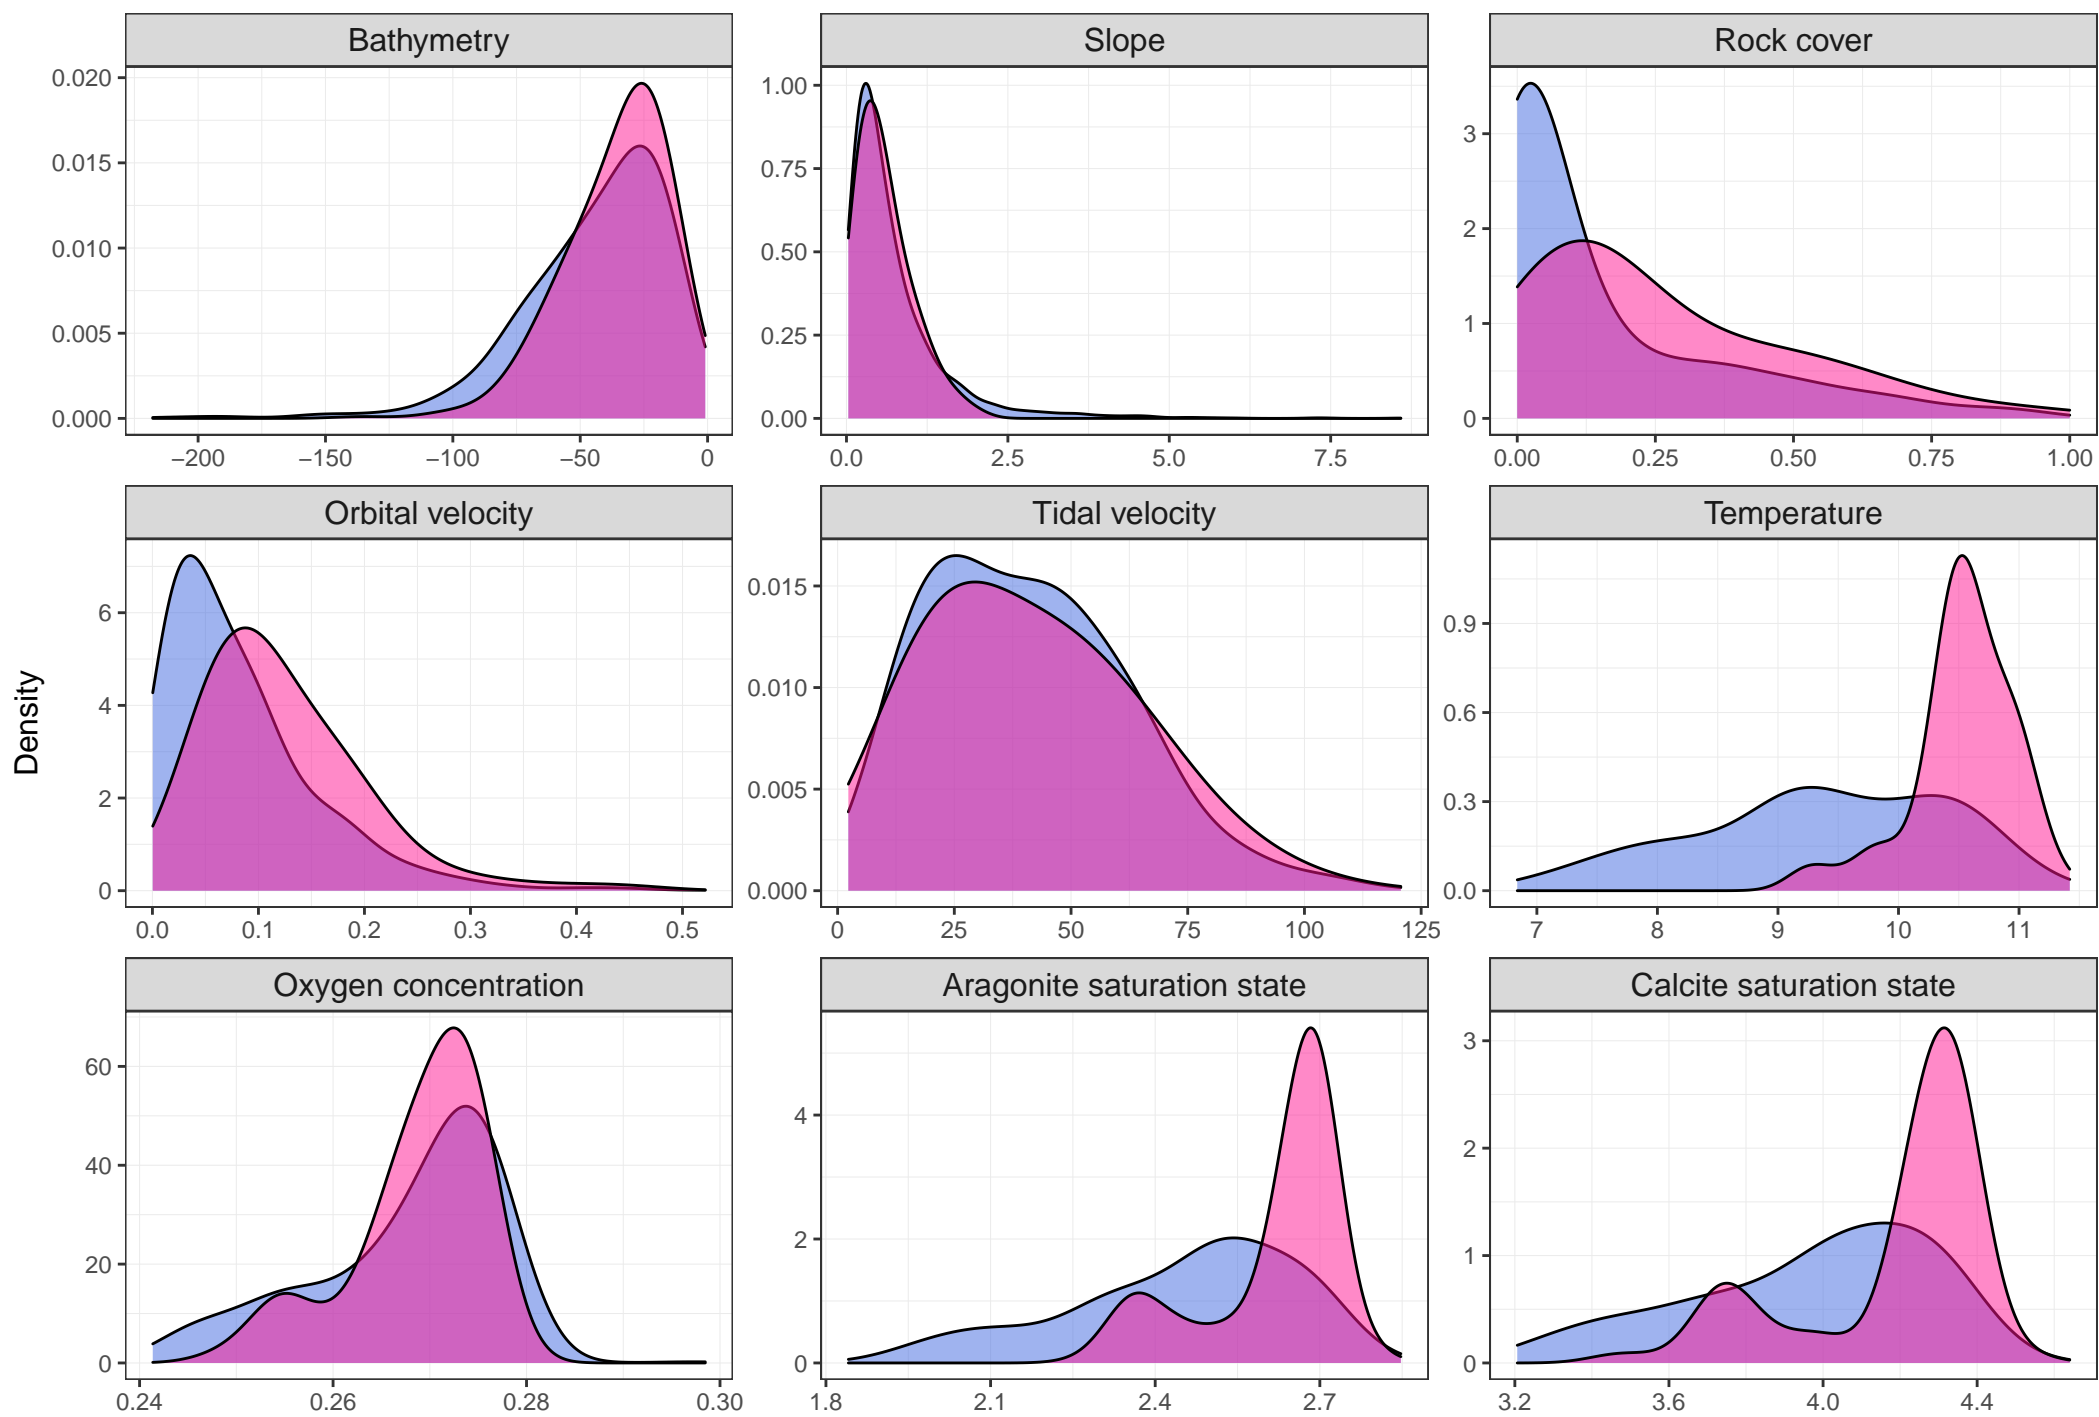 Bathymetry
Slope
Rock cover
0.020
0.015
0.010
0.005
0.000
1.00
0.75
0.50
0.25
0.00
3
2
1
0
−200 −150 −100 −50 0
0.0 2.5 5.0 7.5
0.00 0.25 0.50 0.75 1.00
Orbital velocity
Tidal velocity
Temperature
Density
6
4
2
0
0.015
0.010
0.005
0.000
0.9
0.6
0.3
0.0
0.0 0.1 0.2 0.3 0.4 0.5
0 25 50 75 100 125
7 8 9 10 11
Oxygen concentration
Aragonite saturation state
Calcite saturation state
60
40
20
0
4
2
0
3
2
1
0
0.24 0.26 0.28 0.30
1.8 2.1 2.4 2.7
3.2 3.6 4.0 4.4